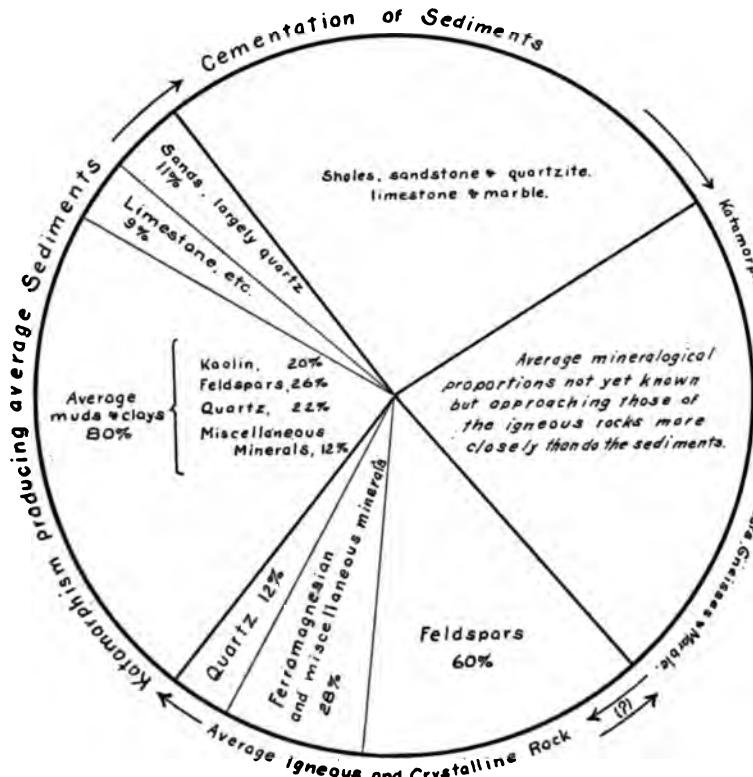 Cementation of Sediments
Sands, largely quartz
11%
Limestone, etc.
9%
Shales, sandstone & quartzite.
limestone & marble.
Average mineralogical
proportions not yet known
but approaching those of
the igneous rocks more
closely than do the sediments.
Average
muds & clays
80%
Kaolin, 20%
Feldspars, 26%
Quartz, 22%
Miscellaneous
Minerals, 12%
Quartz 12%
Ferromagnesian
and miscellaneous minerals
28%
Feldspars
60%
Katamorphism producing average Sediments
Average Igneous and Crystalline Rock
(?)
Gneisses & Marble.